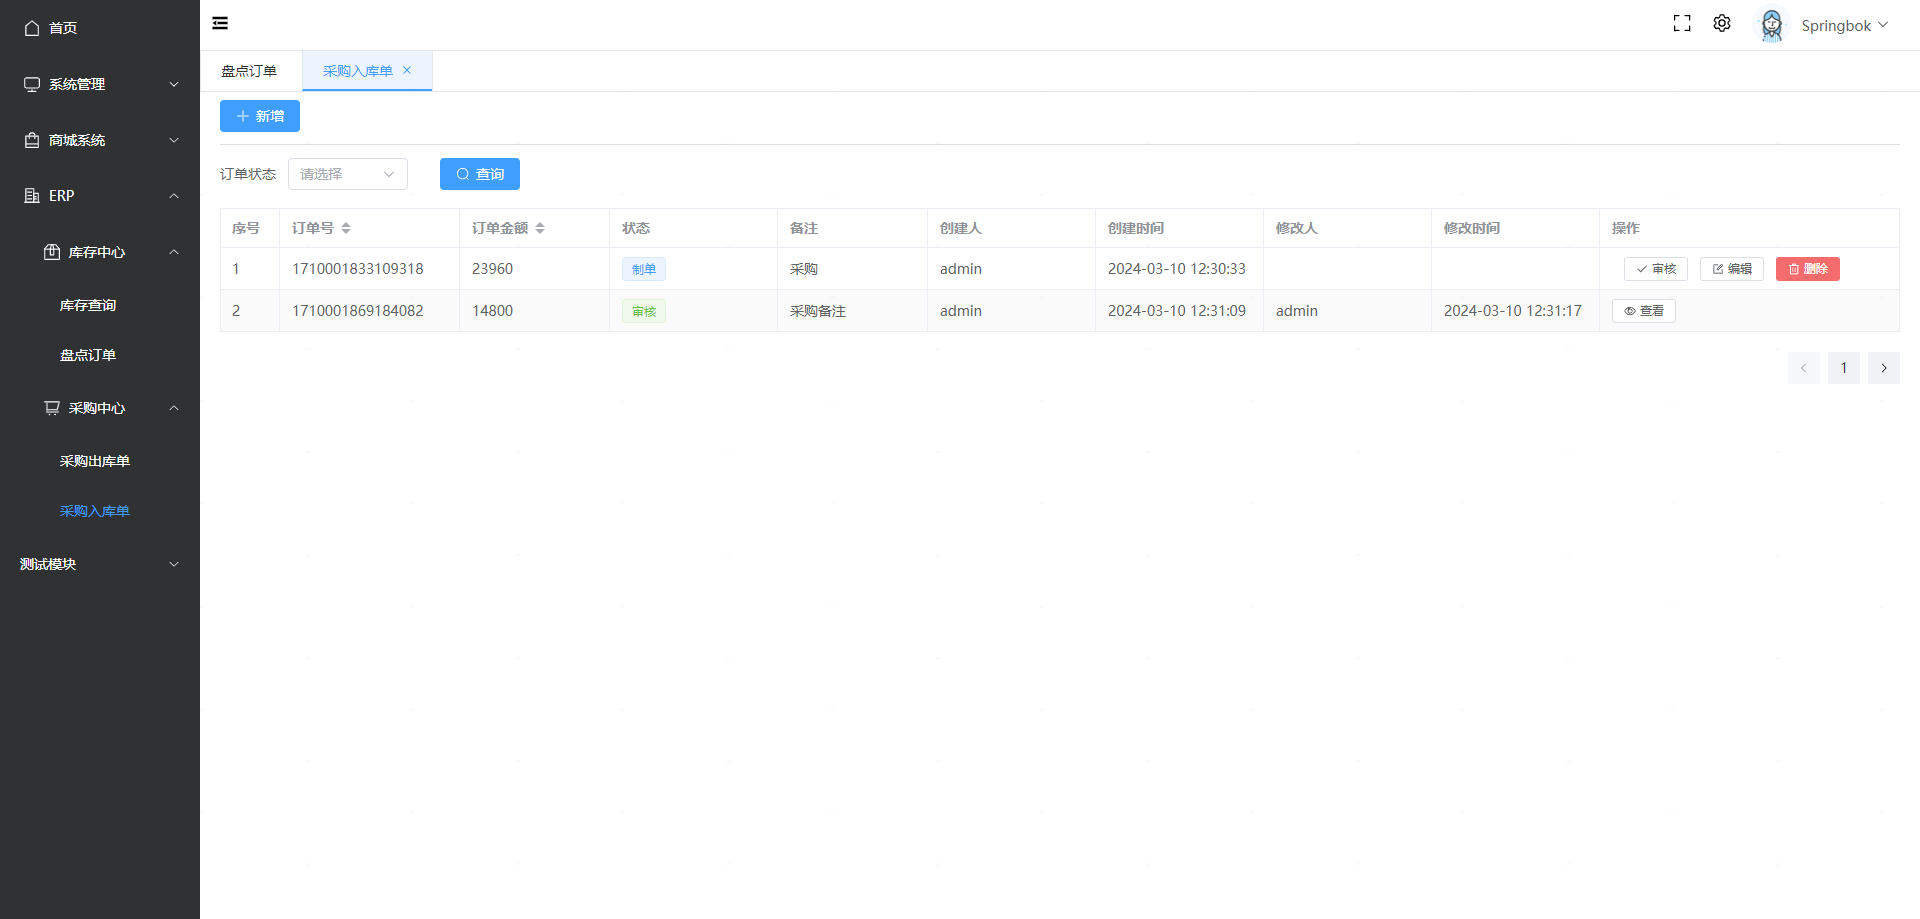 首页
系统管理
商城系统
ERP
库存中心
库存查询
盘点订单
采购中心
采购出库单
采购入库单
测试模块
Springbok
盘点订单 采购入库单
新增
订单状态 请选择 查询
序号 订单号 订单金额 状态 备注 创建人 创建时间 修改人 修改时间 操作
1 1710001833109318 23960 制单 采购 admin 2024-03-10 12:30:33 审核 编辑 删除
2 1710001869184082 14800 审核 采购备注 admin 2024-03-10 12:31:09 admin 2024-03-10 12:31:17 查看
1